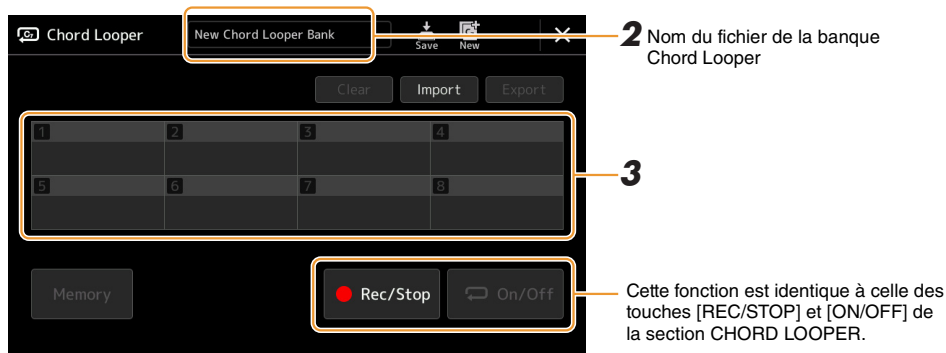 Chord Looper
New Chord Looper Bank
Save
New
2 Nom du fichier de la banque
Chord Looper
Clear
Import
Export
1
2
3
4
5
6
7
8
3
Memory
Rec/Stop
On/Off
Cette fonction est identique à celle des
touches [REC/STOP] et [ON/OFF] de
la section CHORD LOOPER.